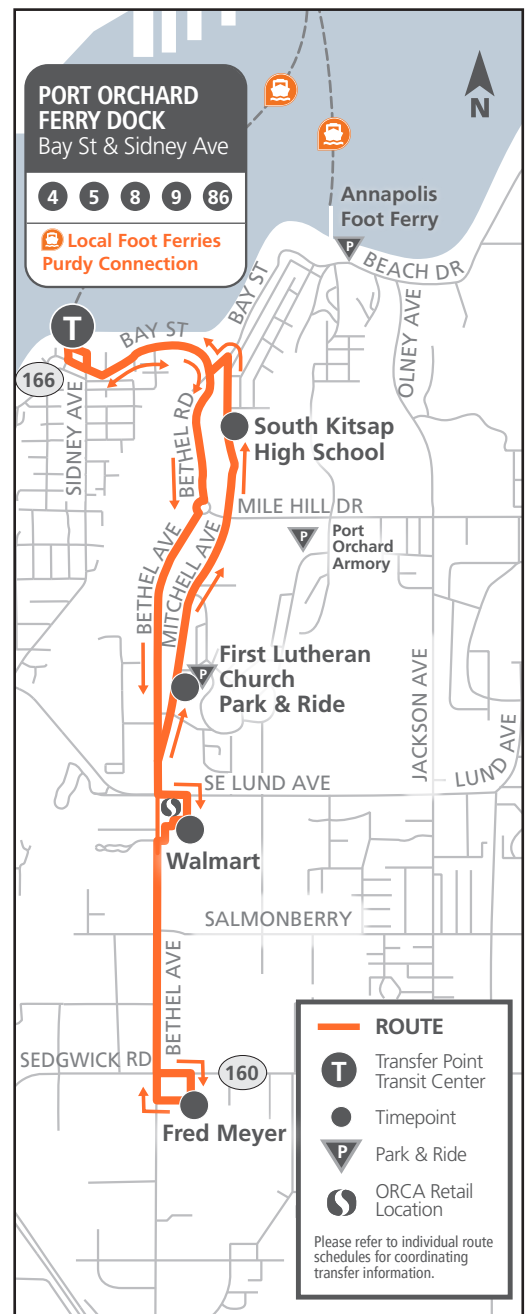 PORT ORCHARD
FERRY DOCK
Bay St & Sidney Ave
4 5 8 9 86
Local Foot Ferries
Purdy Connection
N
Annapolis
Foot Ferry
P
BEACH DR
BAY ST
OLNEY AVE
T
BAY ST
166
SIDNEY AVE
BETHEL RD
South Kitsap
High School
MILE HILL DR
P
Port
Orchard
Armory
BETHEL AVE
MITCHELL AVE
First Lutheran
Church
Park & Ride
P
JACKSON AVE
SE LUND AVE
LUND AVE
Walmart
SALMONBERRY
BETHEL AVE
SEDGWICK RD
160
Fred Meyer
ROUTE
T
Transfer Point
Transit Center
Timepoint
P
Park & Ride
ORCA Retail
Location
Please refer to individual route
schedules for coordinating
transfer information.